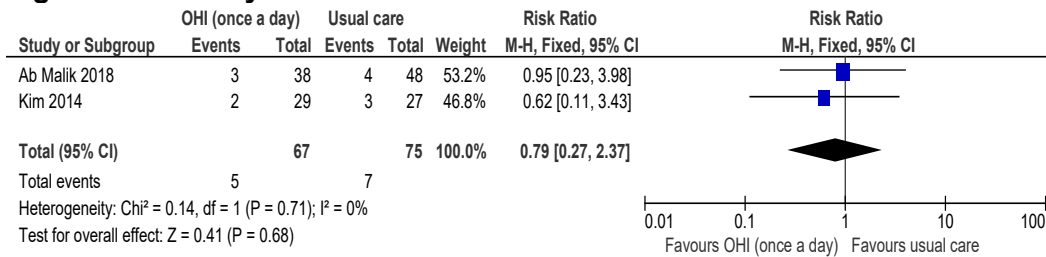 OHI (once a day) Usual care Risk Ratio Risk Ratio
Study or Subgroup Events Total Events Total Weight M-H, Fixed, 95% CI M-H, Fixed, 95% CI
Ab Malik 2018 3 38 4 48 53.2% 0.95 [0.23, 3.98]
Kim 2014 2 29 3 27 46.8% 0.62 [0.11, 3.43]
Total (95% CI) 67 75 100.0% 0.79 [0.27, 2.37]
Total events 5 7
Heterogeneity: Chi² = 0.14, df = 1 (P = 0.71); I² = 0%
Test for overall effect: Z = 0.41 (P = 0.68)
0.01 0.1 1 10 100
Favours OHI (once a day) Favours usual care